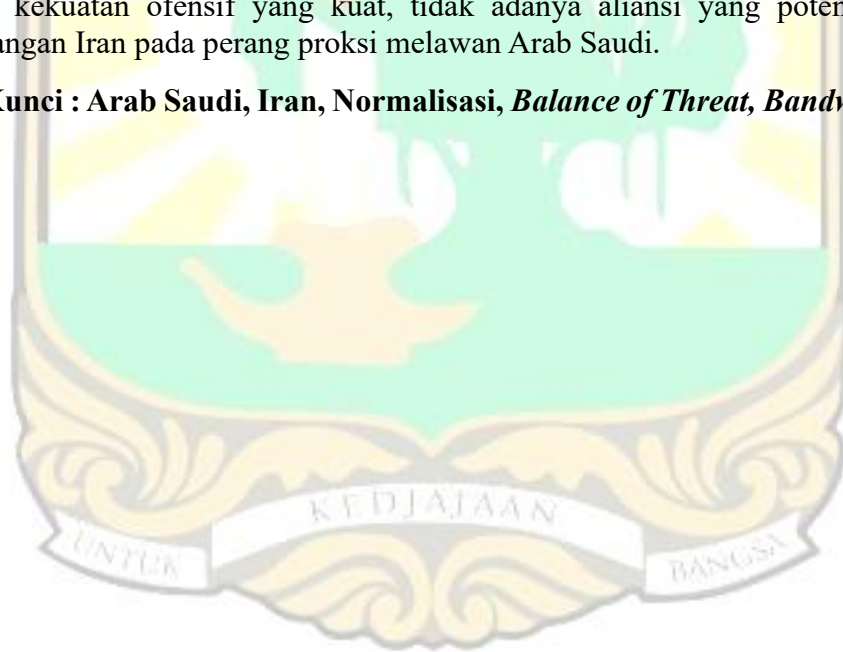 kekuatan ofensif yang kuat, tidak adanya aliansi yang poten
angan Iran pada perang proksi melawan Arab Saudi.
Kunci : Arab Saudi, Iran, Normalisasi, Balance of Threat, Bandw
KEDJAJAAN
UNTUK
BANGSA